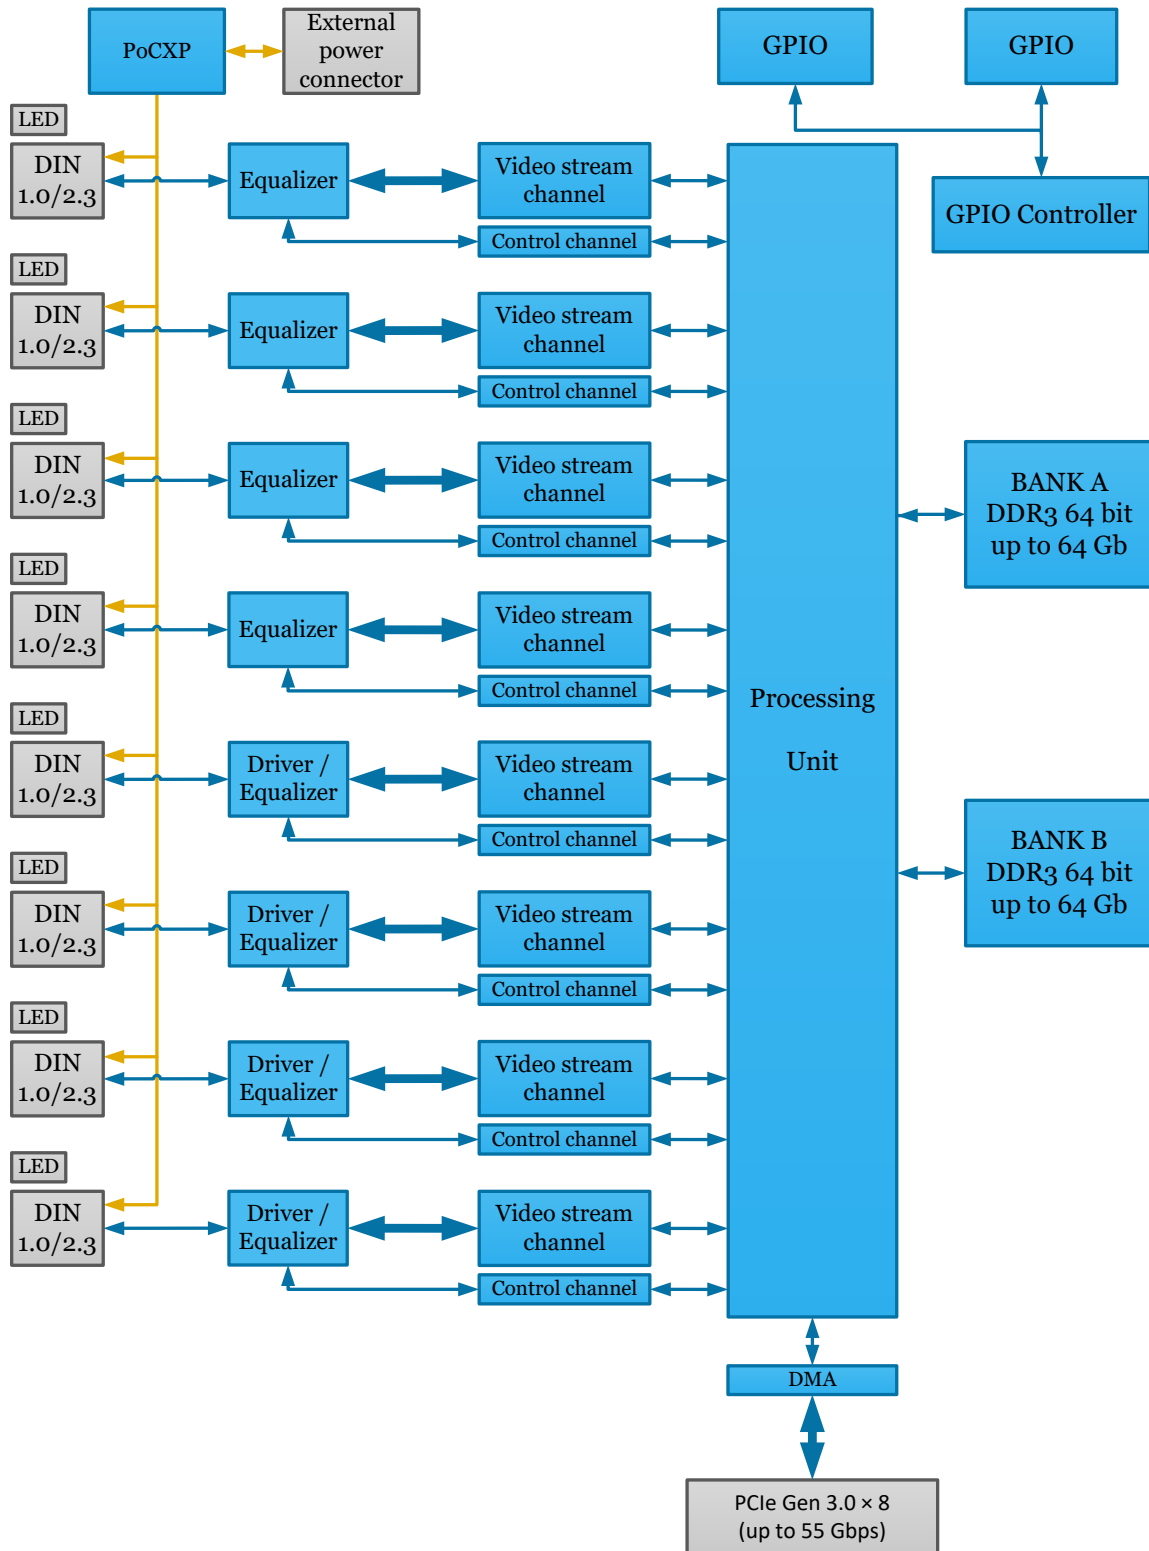 PoCXP
External
power
connector
GPIO
GPIO
LED
DIN
1.0/2.3
Equalizer
Video stream
channel
Control channel
GPIO Controller
LED
DIN
1.0/2.3
Equalizer
Video stream
channel
Control channel
LED
DIN
1.0/2.3
Equalizer
Video stream
channel
Control channel
BANK A
DDR3 64 bit
up to 64 Gb
LED
DIN
1.0/2.3
Equalizer
Video stream
channel
Control channel
Processing
Unit
LED
DIN
1.0/2.3
Driver /
Equalizer
Video stream
channel
Control channel
BANK B
DDR3 64 bit
up to 64 Gb
LED
DIN
1.0/2.3
Driver /
Equalizer
Video stream
channel
Control channel
LED
DIN
1.0/2.3
Driver /
Equalizer
Video stream
channel
Control channel
LED
DIN
1.0/2.3
Driver /
Equalizer
Video stream
channel
Control channel
DMA
PCIe Gen 3.0 × 8
(up to 55 Gbps)